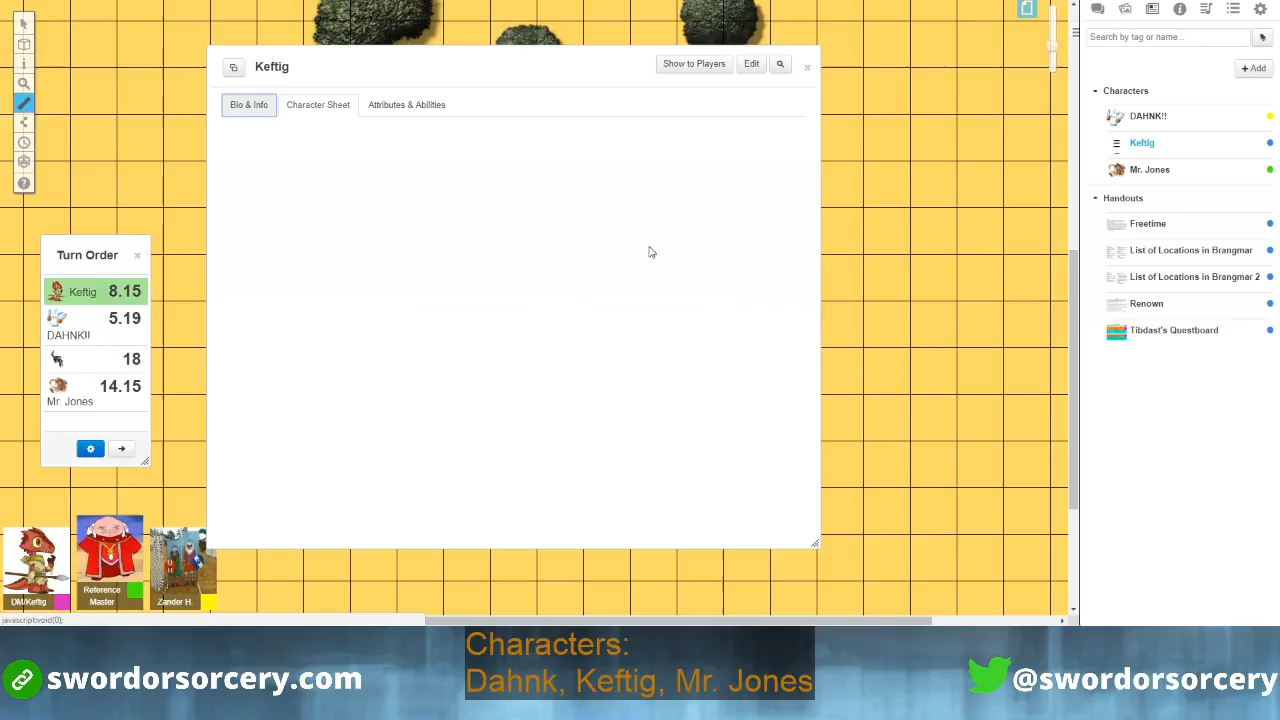 Keftig
Show to Players
Edit
Bio & Info
Character Sheet
Attributes & Abilities
Search by tag or name...
+ Add
Characters
DAHNK!!
Keftig
Mr. Jones
Handouts
Freetime
List of Locations in Brangmar
List of Locations in Brangmar 2
Renown
Tibdast's Questboard
Turn Order
Keftig 8.15
5.19
DAHNK!!
18
14.15
Mr. Jones
DM/Keftig
Reference
Master
Zander H.
javascript:void(0);
swordorsorcery.com
Characters:
Dahnk, Keftig, Mr. Jones
@swordorsorcery